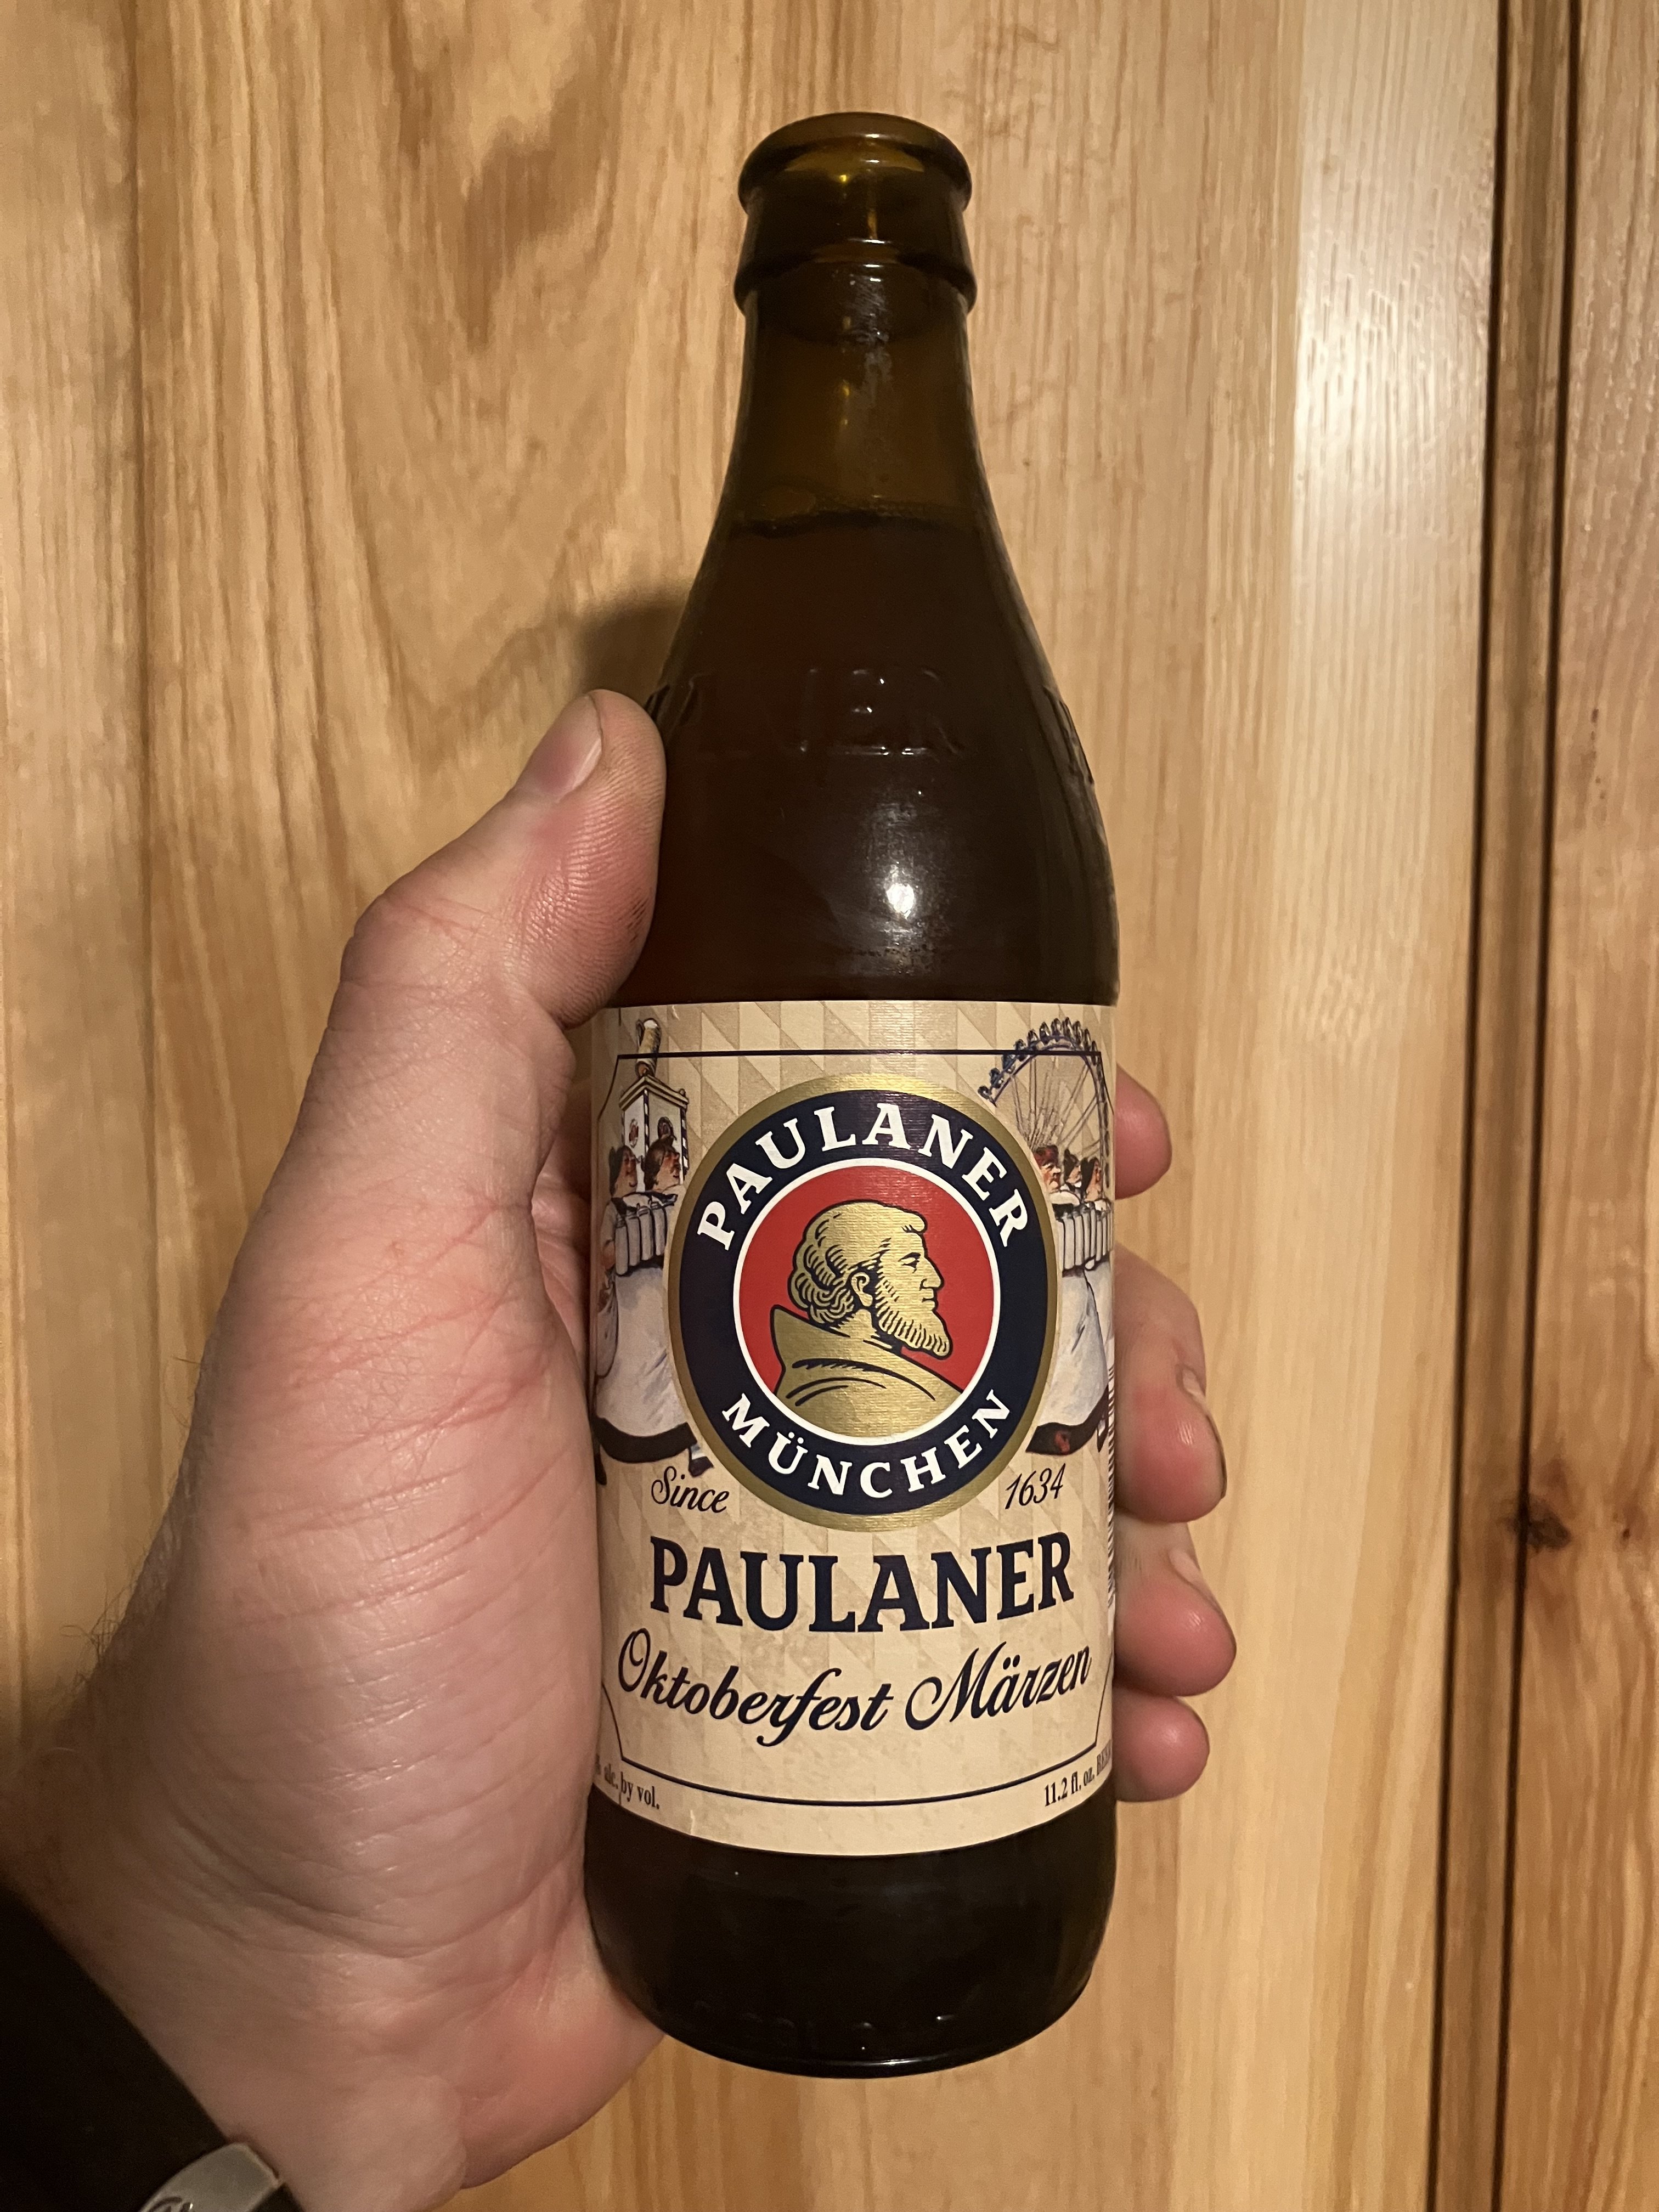 PAULANER
MÜNCHEN
Since 1634
PAULANER
Oktoberfest Märzen
alc. by vol.
11.2 fl. oz.